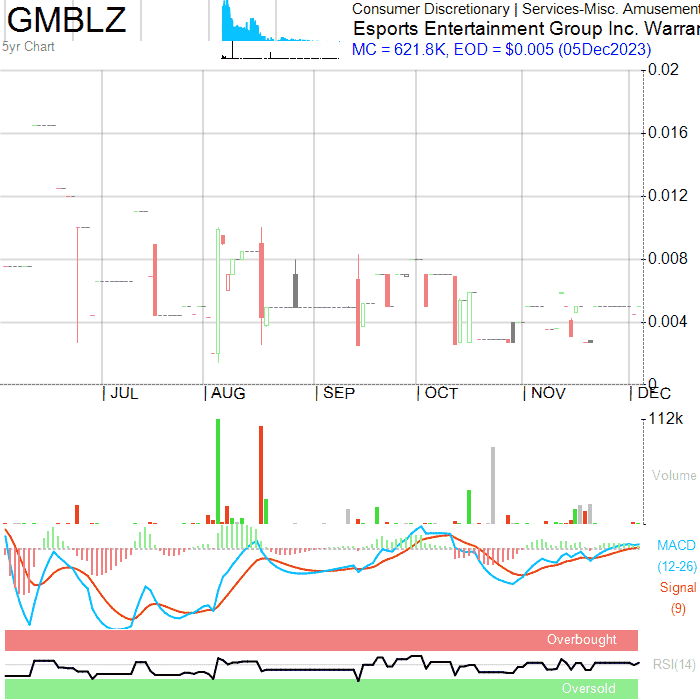 GMBLZ
Consumer Discretionary | Services-Misc. Amusement
Esports Entertainment Group Inc. Warrar
5yr Chart
MC = 621.8K, EOD = $0.005 (05Dec2023)
0.02
0.016
0.012
0.008
0.004
0
| JUL | AUG | SEP | OCT | NOV | DEC
112k
Volume
MACD
(12-26)
Signal
(9)
Overbought
RSI(14)
Oversold